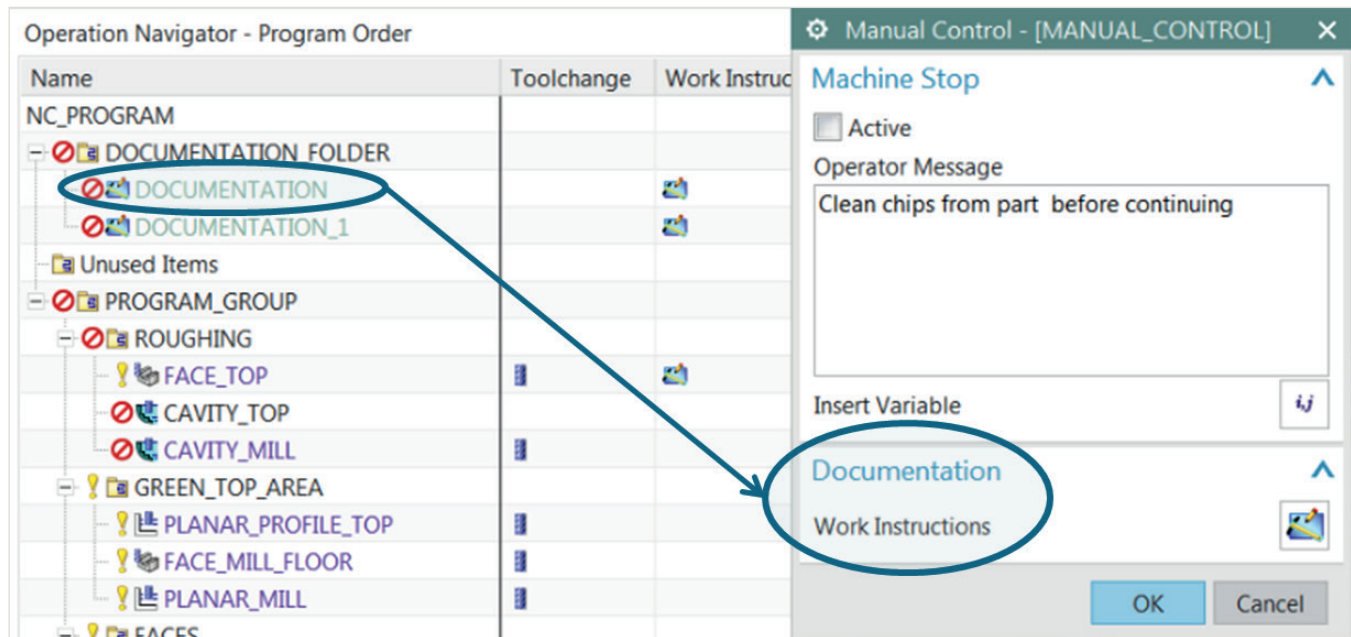 Operation Navigator - Program Order
Name Toolchange Work Instruc
NC_PROGRAM
DOCUMENTATION_FOLDER
DOCUMENTATION
DOCUMENTATION_1
Unused Items
PROGRAM_GROUP
ROUGHING
FACE_TOP
CAVITY_TOP
CAVITY_MILL
GREEN_TOP_AREA
PLANAR_PROFILE_TOP
FACE_MILL_FLOOR
PLANAR_MILL
FACES
Manual Control - [MANUAL_CONTROL]
Machine Stop
Active
Operator Message
Clean chips from part before continuing
Insert Variable i,j
Documentation
Work Instructions
OK Cancel